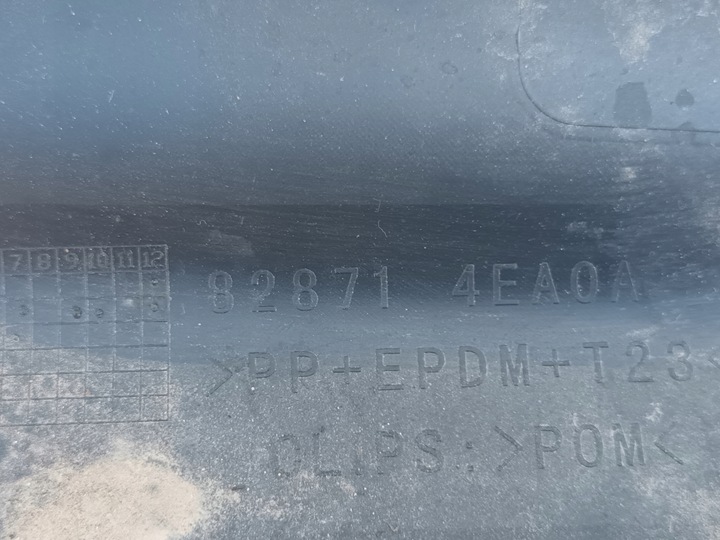 7 8 9 10 11 12
82871 4EA0A
>PP+EPDM+T23<
CLIPS:>POM<